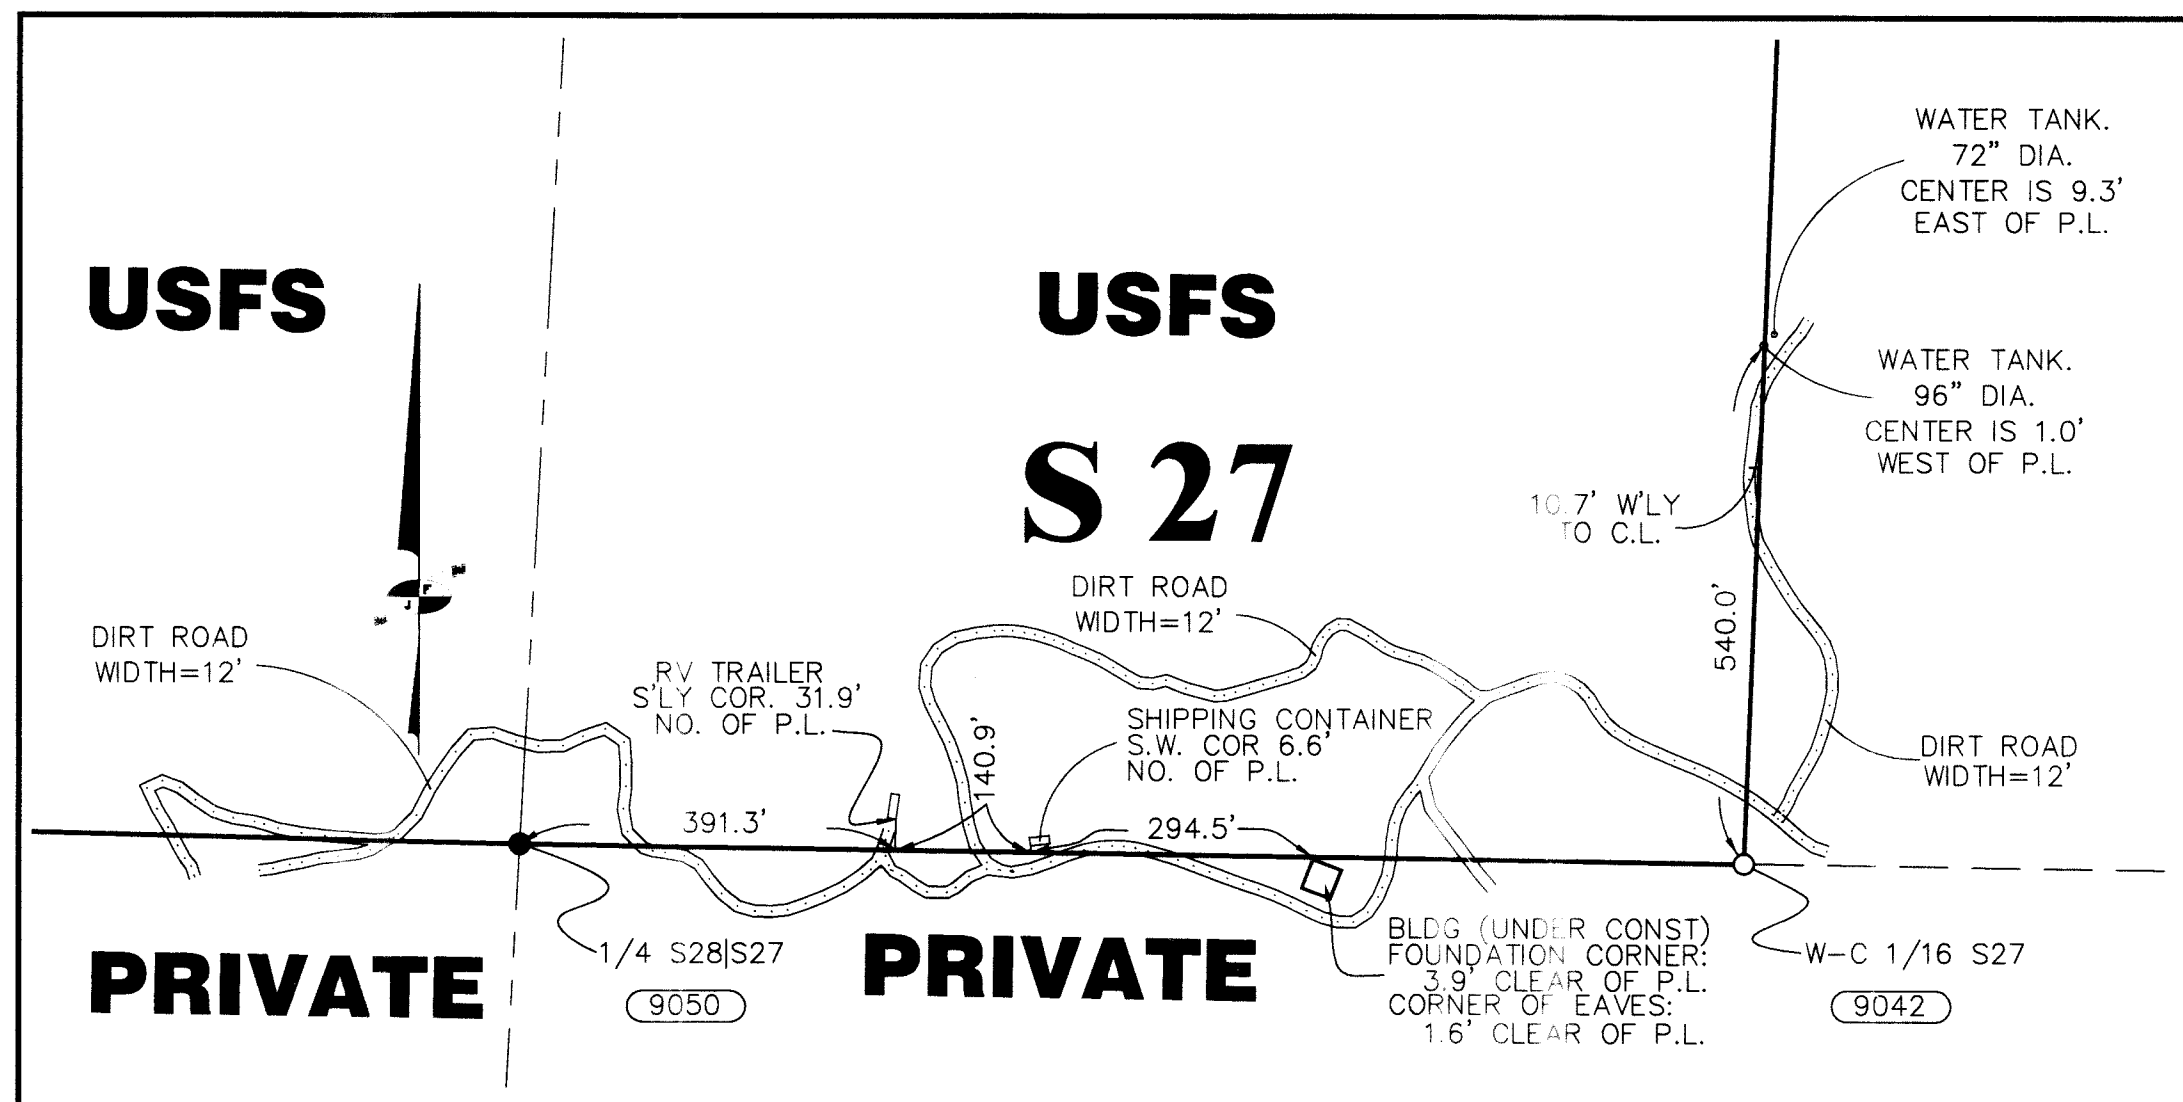 WATER TANK.
72" DIA.
CENTER IS 9.3'
EAST OF P.L.
USFS
USFS
WATER TANK.
96" DIA.
CENTER IS 1.0'
WEST OF P.L.
S 27
10.7' W'LY
TO C.L.
DIRT ROAD
WIDTH=12'
540.0'
DIRT ROAD
WIDTH=12'
RV TRAILER
S'LY COR. 31.9'
NO. OF P.L.
140.9'
SHIPPING CONTAINER
S.W. COR 6.6'
NO. OF P.L.
DIRT ROAD
WIDTH=12'
391.3'
294.5'
BLDG (UNDER CONST)
FOUNDATION CORNER:
3.9' CLEAR OF P.L.
CORNER OF EAVES:
1.6' CLEAR OF P.L.
1/4 S28|S27
9050
W-C 1/16 S27
9042
PRIVATE
PRIVATE
F
J